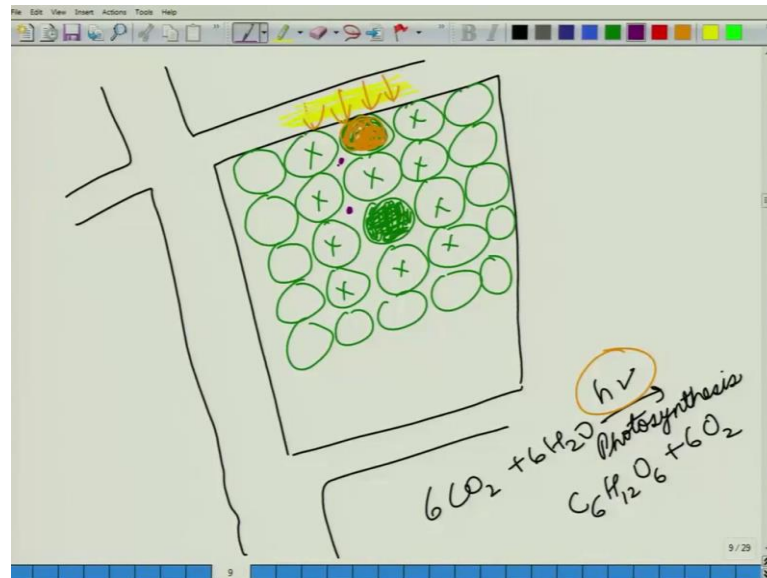 File Edit View Insert Actions Tools Help
B I
x x
x x
x x
x x
x x
hν
6CO2 + 6H2O → Photosynthesis
C6H12O6 + 6O2
9 / 29
9